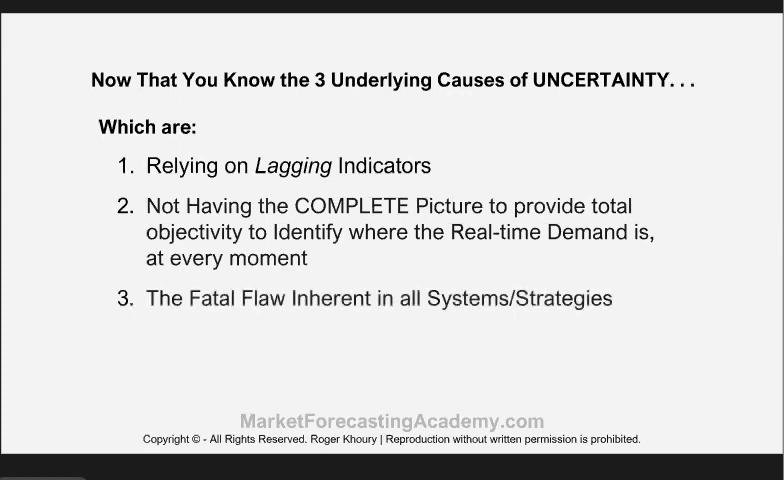 Now That You Know the 3 Underlying Causes of UNCERTAINTY. . .
Which are:
1. Relying on Lagging Indicators
2. Not Having the COMPLETE Picture to provide total
objectivity to Identify where the Real-time Demand is,
at every moment
3. The Fatal Flaw Inherent in all Systems/Strategies
MarketForecastingAcademy.com
Copyright © - All Rights Reserved. Roger Khoury | Reproduction without written permission is prohibited.